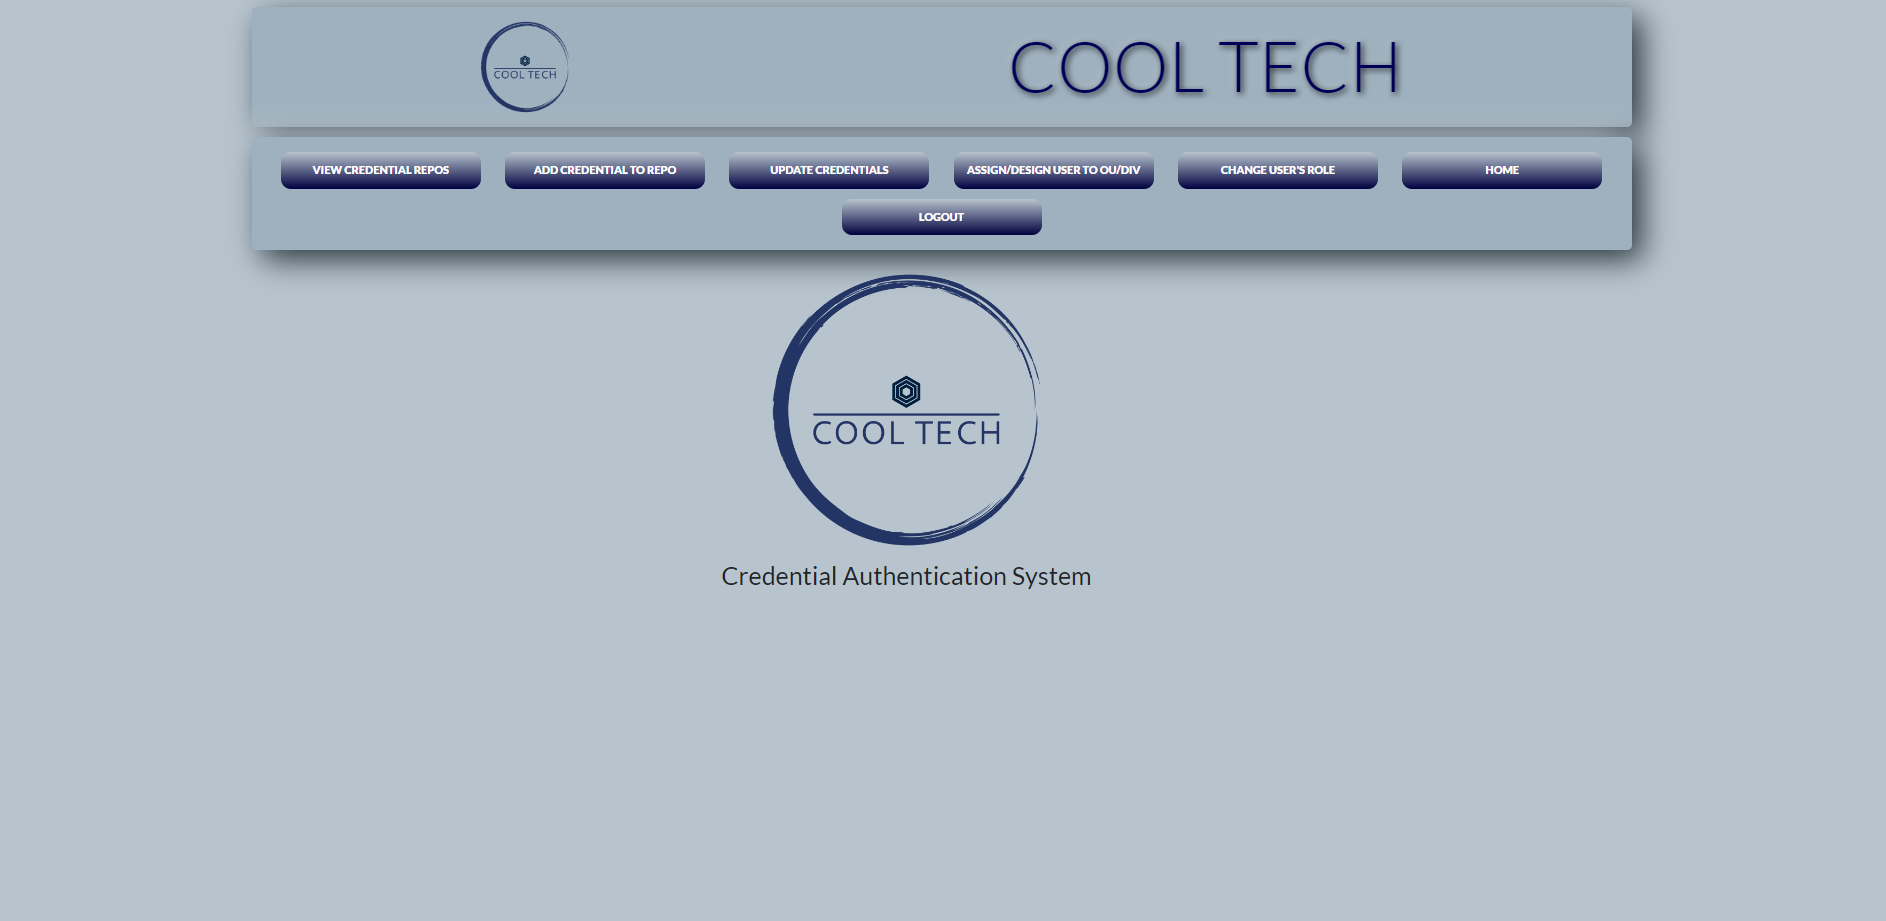 COOL TECH
COOL TECH
VIEW CREDENTIAL REPOS
ADD CREDENTIAL TO REPO
UPDATE CREDENTIALS
ASSIGN/DESIGN USER TO OU/DIV
CHANGE USER'S ROLE
HOME
LOGOUT
COOL TECH
Credential Authentication System